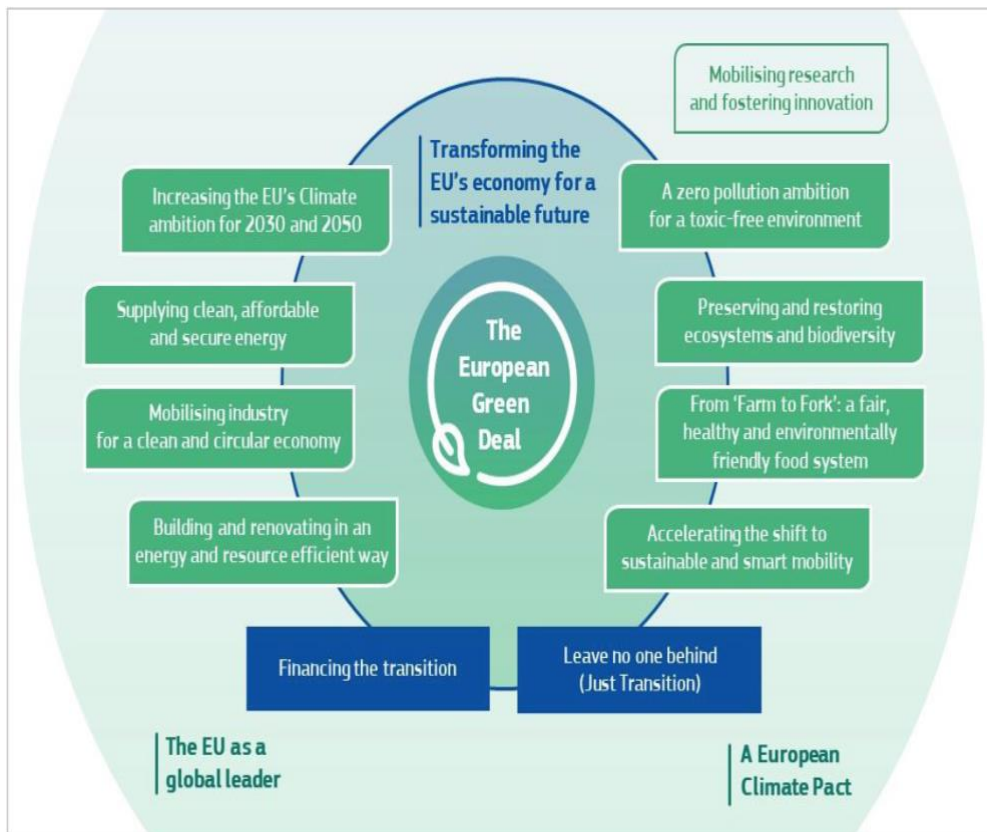 Mobilising research
and fostering innovation
Transforming the
EU's economy for a
sustainable future
Increasing the EU's Climate
ambition for 2030 and 2050
A zero pollution ambition
for a toxic-free environment
Supplying clean, affordable
and secure energy
Preserving and restoring
ecosystems and biodiversity
The
European
Green
Deal
Mobilising industry
for a clean and circular economy
From ‘Farm to Fork’: a fair,
healthy and environmentally
friendly food system
Building and renovating in an
energy and resource efficient way
Accelerating the shift to
sustainable and smart mobility
Financing the transition
Leave no one behind
(Just Transition)
The EU as a
global leader
A European
Climate Pact